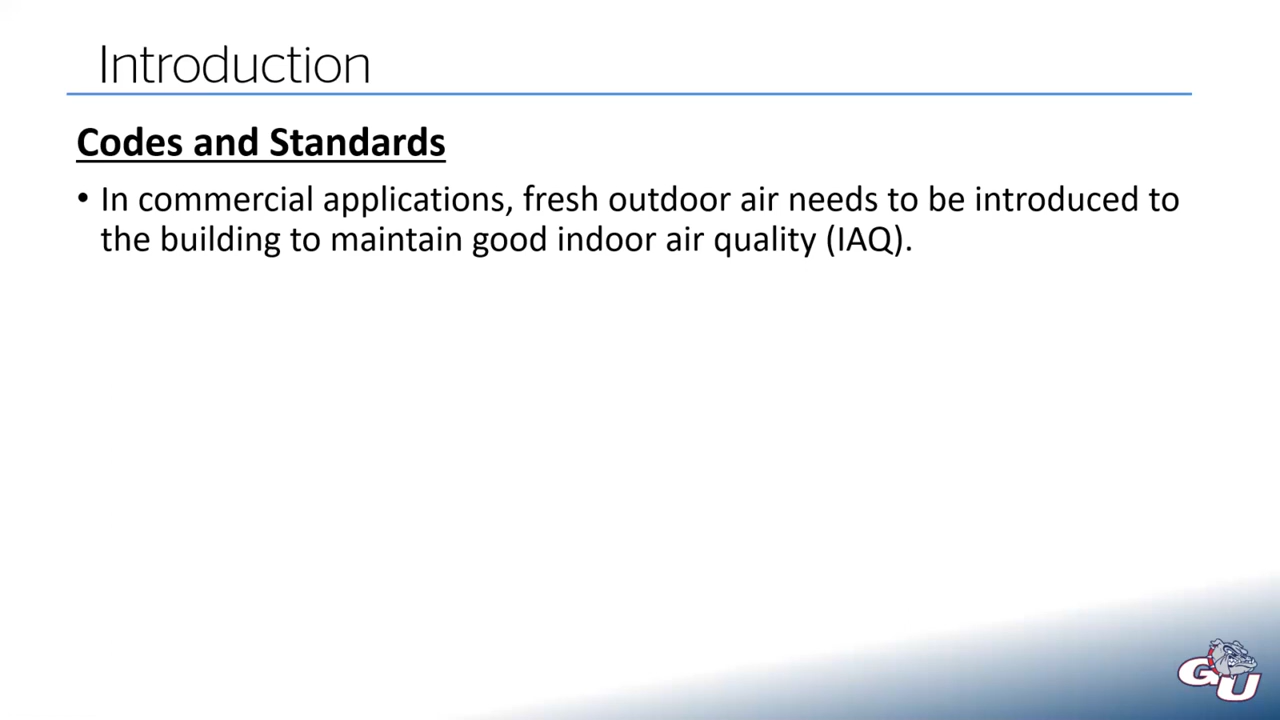 Introduction
Codes and Standards
• In commercial applications, fresh outdoor air needs to be introduced to
the building to maintain good indoor air quality (IAQ).
GU